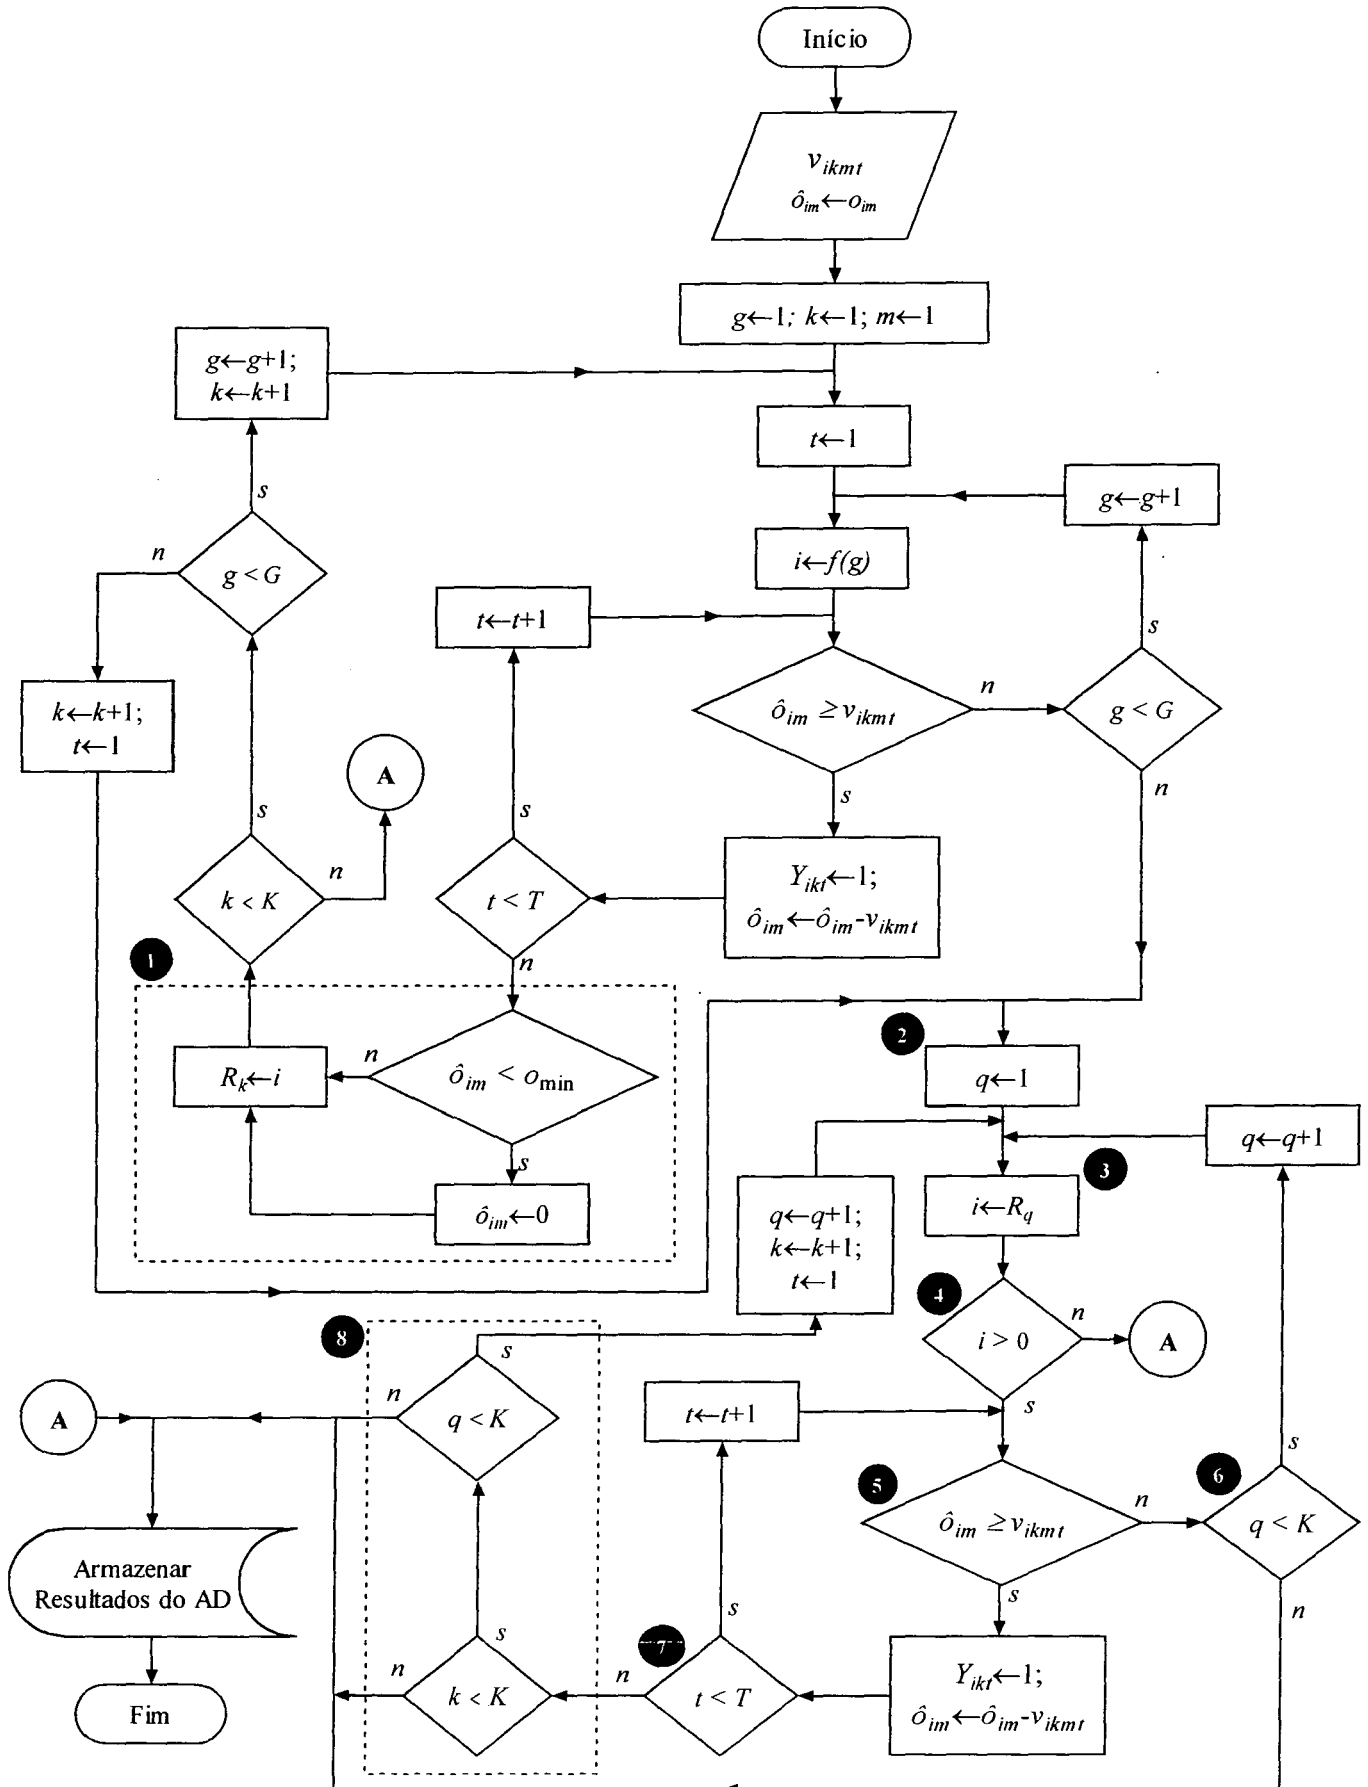 Início
v_ikmt
ô_im←o_im
g←1; k←1; m←1
g←g+1;
k←k+1
t←1
s
g←g+1
n
g < G
i←f(g)
t←t+1
s
k←k+1;
t←1
ô_im ≥ v_ikmt
n
g < G
A
s
s
s
n
Y_ikt←1;
ô_im←ô_im-v_ikmt
k < K
n
t < T
1
n
2
R_k←i
n
ô_im < o_min
q←1
q←q+1
s
3
ô_im←0
q←q+1;
k←k+1;
t←1
i←R_q
4
n
8
s
i > 0
A
n
s
A
q < K
t←t+1
s
5
n
6
ô_im ≥ v_ikmt
q < K
Armazenar
Resultados do AD
s
n
s
s
7
n
n
k < K
t < T
Y_ikt←1;
ô_im←ô_im-v_ikmt
Fim